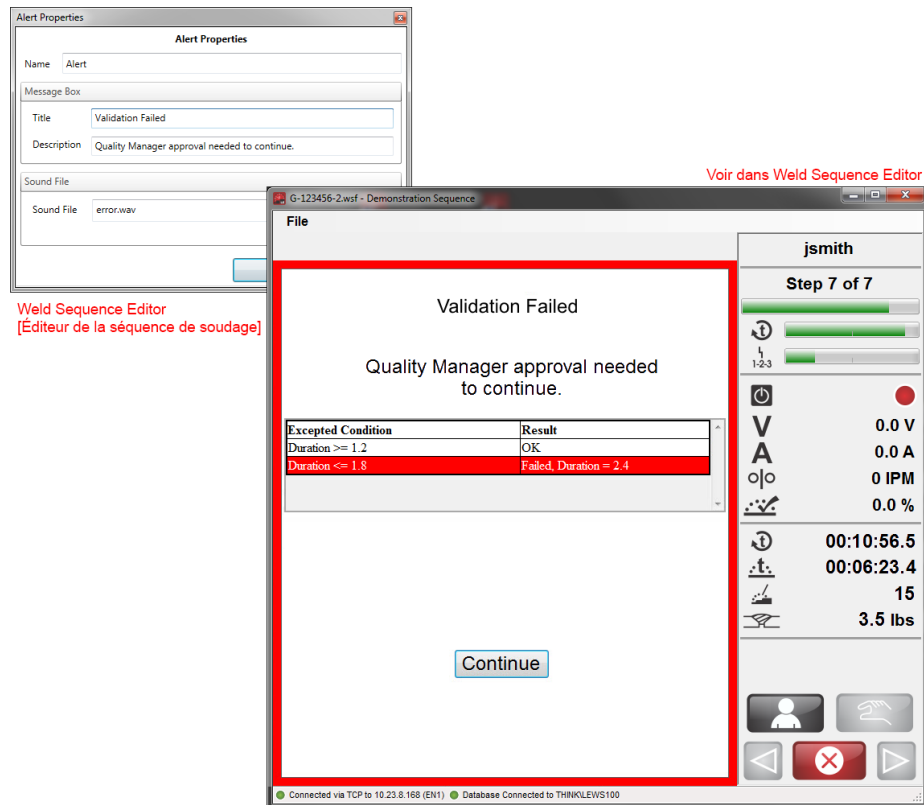 Alert Properties
Alert Properties
Name Alert
Message Box
Title Validation Failed
Description Quality Manager approval needed to continue.
Sound File
Sound File error.wav
Weld Sequence Editor
[Éditeur de la séquence de soudage]
Voir dans Weld Sequence Editor
G-123456-2.wsf - Demonstration Sequence
File
Validation Failed
Quality Manager approval needed
to continue.
Excepted Condition Result
Duration >= 1.2 OK
Duration <= 1.8 Failed, Duration = 2.4
Continue
jsmith
Step 7 of 7
t
1-2-3
V 0.0 V
A 0.0 A
0 IPM
0.0 %
t 00:10:56.5
.t. 00:06:23.4
15
3.5 lbs
Connected via TCP to 10.23.8.168 (EN1) Database Connected to THINK\LEWS100